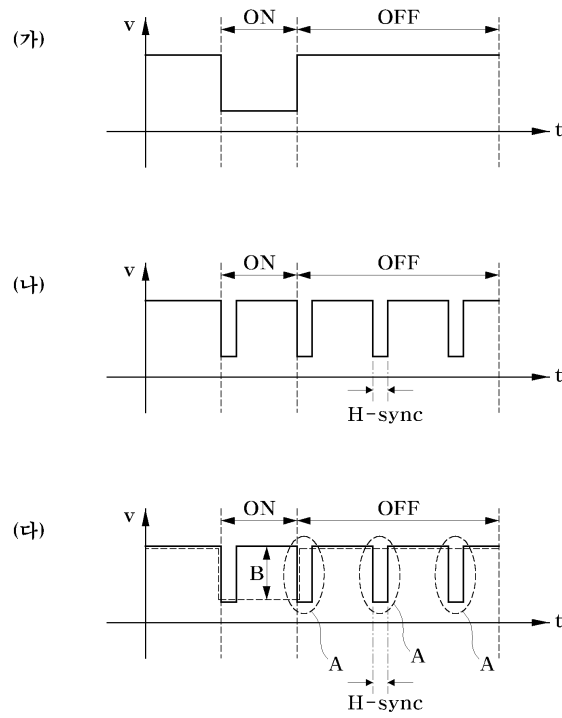 (가)
v
ON
OFF
t
(나)
v
ON
OFF
t
H-sync
(다)
v
ON
OFF
B
t
A
A
A
H-sync